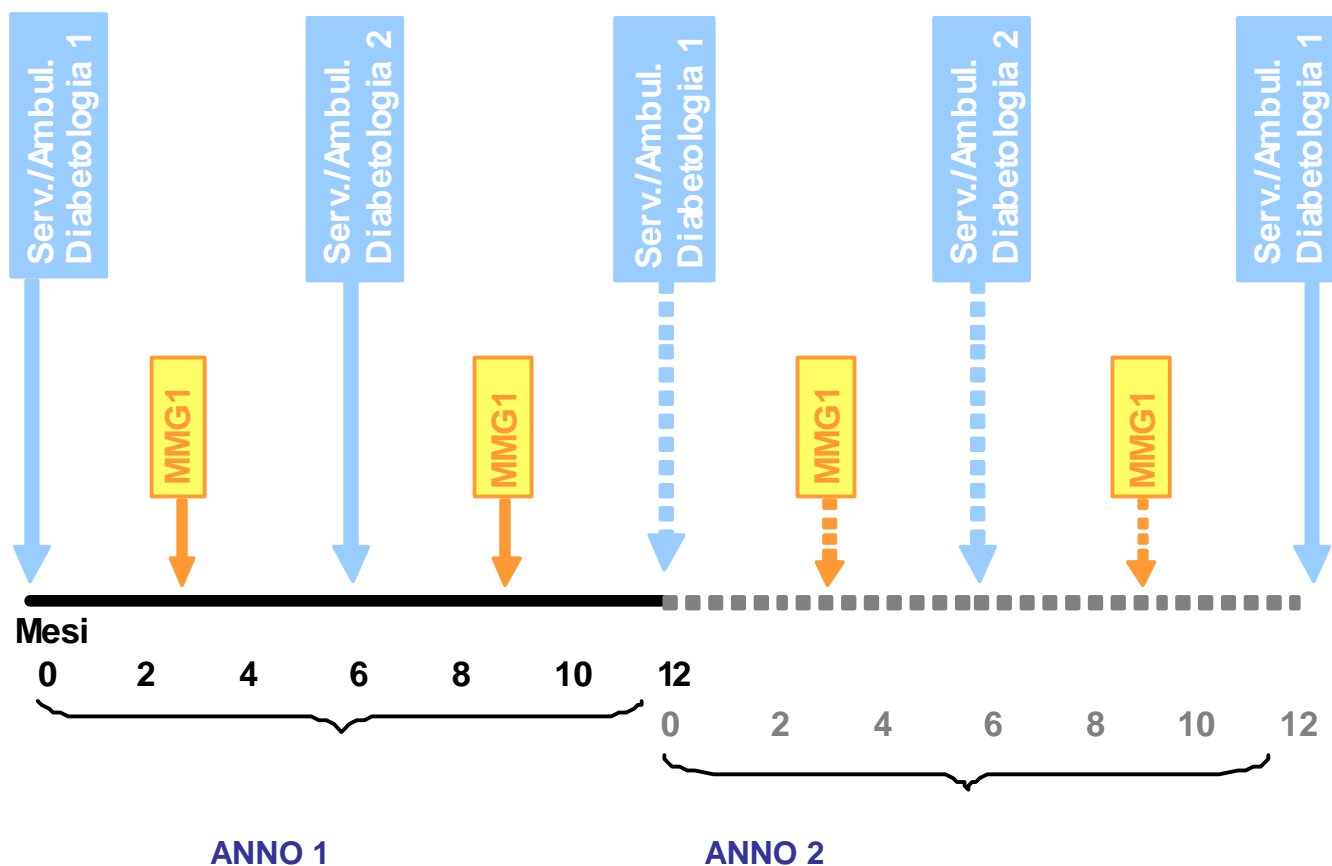 Serv./Ambul.
Diabetologia 1
Serv./Ambul.
Diabetologia 2
Serv./Ambul.
Diabetologia 1
Serv./Ambul.
Diabetologia 2
Serv./Ambul.
Diabetologia 1
MMG1
MMG1
MMG1
MMG1
Mesi
0 2 4 6 8 10 12
0 2 4 6 8 10 12
ANNO 1 ANNO 2